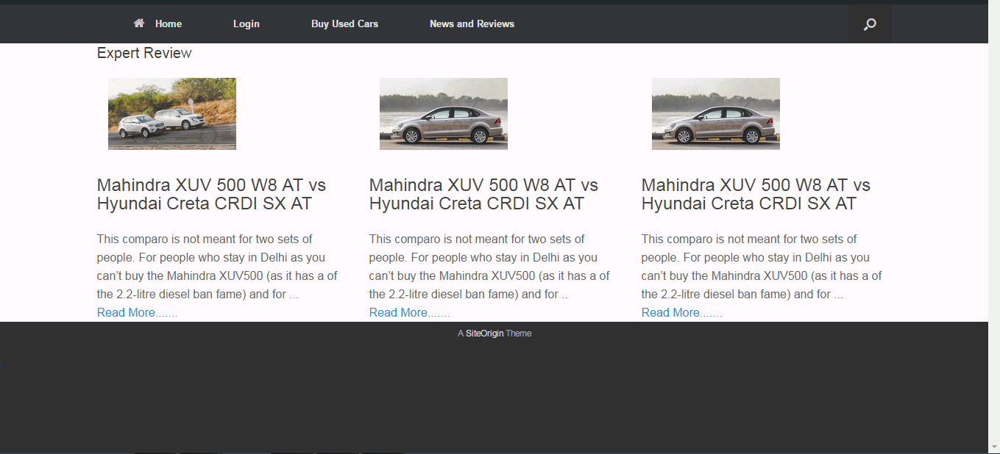 Home Login Buy Used Cars News and Reviews
Expert Review
Mahindra XUV 500 W8 AT vs
Hyundai Creta CRDI SX AT
This comparo is not meant for two sets of
people. For people who stay in Delhi as you
can’t buy the Mahindra XUV500 (as it has a of
the 2.2-litre diesel ban fame) and for ...
Read More.......
Mahindra XUV 500 W8 AT vs
Hyundai Creta CRDI SX AT
This comparo is not meant for two sets of
people. For people who stay in Delhi as you
can’t buy the Mahindra XUV500 (as it has a of
the 2.2-litre diesel ban fame) and for ..
Read More.......
Mahindra XUV 500 W8 AT vs
Hyundai Creta CRDI SX AT
This comparo is not meant for two sets of
people. For people who stay in Delhi as you
can’t buy the Mahindra XUV500 (as it has a of
the 2.2-litre diesel ban fame) and for ...
Read More.......
A SiteOrigin Theme